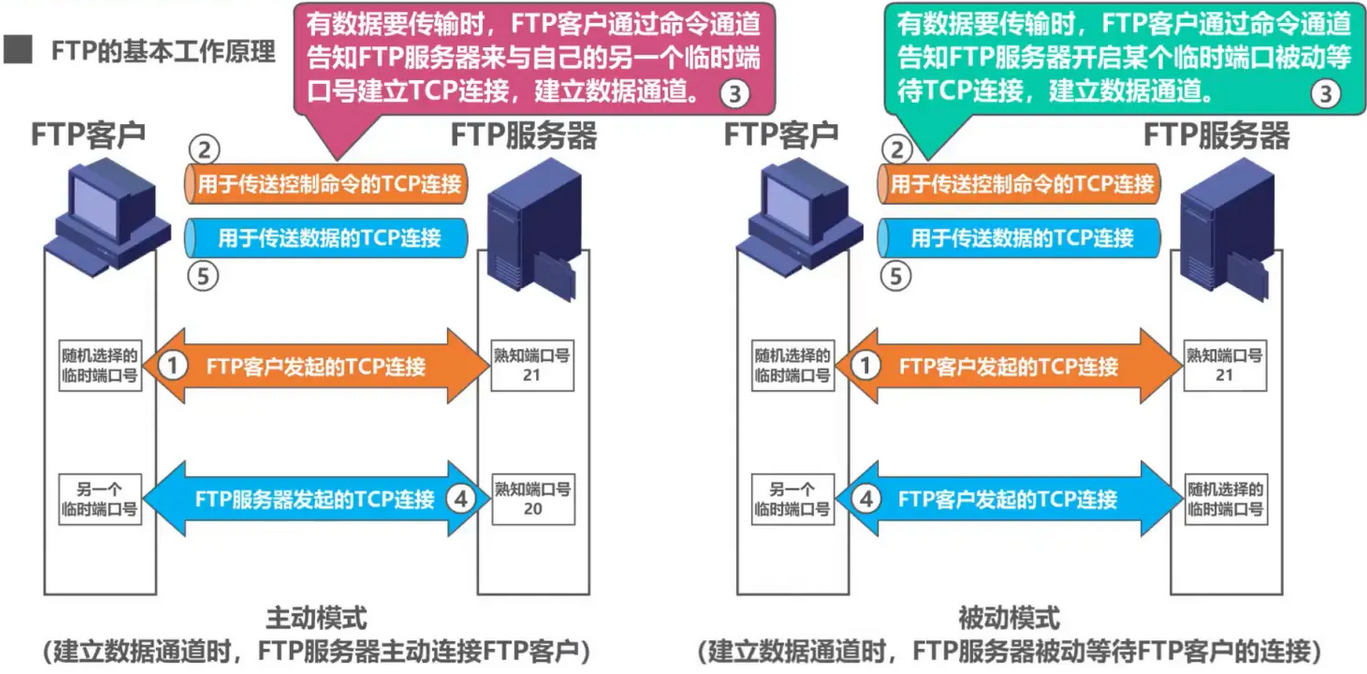 FTP的基本工作原理
有数据要传输时，FTP客户通过命令通道
告知FTP服务器来与自己的另一个临时端
口号建立TCP连接，建立数据通道。 ③
FTP客户
FTP服务器
②
用于传送控制命令的TCP连接
用于传送数据的TCP连接
⑤
随机选择的
临时端口号
① FTP客户发起的TCP连接
熟知端口号
21
另一个
临时端口号
FTP服务器发起的TCP连接 ④
熟知端口号
20
主动模式
(建立数据通道时，FTP服务器主动连接FTP客户)
有数据要传输时，FTP客户通过命令通道
告知FTP服务器开启某个临时端口被动等
待TCP连接，建立数据通道。 ③
FTP客户
FTP服务器
②
用于传送控制命令的TCP连接
用于传送数据的TCP连接
⑤
随机选择的
临时端口号
① FTP客户发起的TCP连接
熟知端口号
21
另一个
临时端口号
④ FTP客户发起的TCP连接
随机选择的
临时端口号
被动模式
(建立数据通道时，FTP服务器被动等待FTP客户的连接)